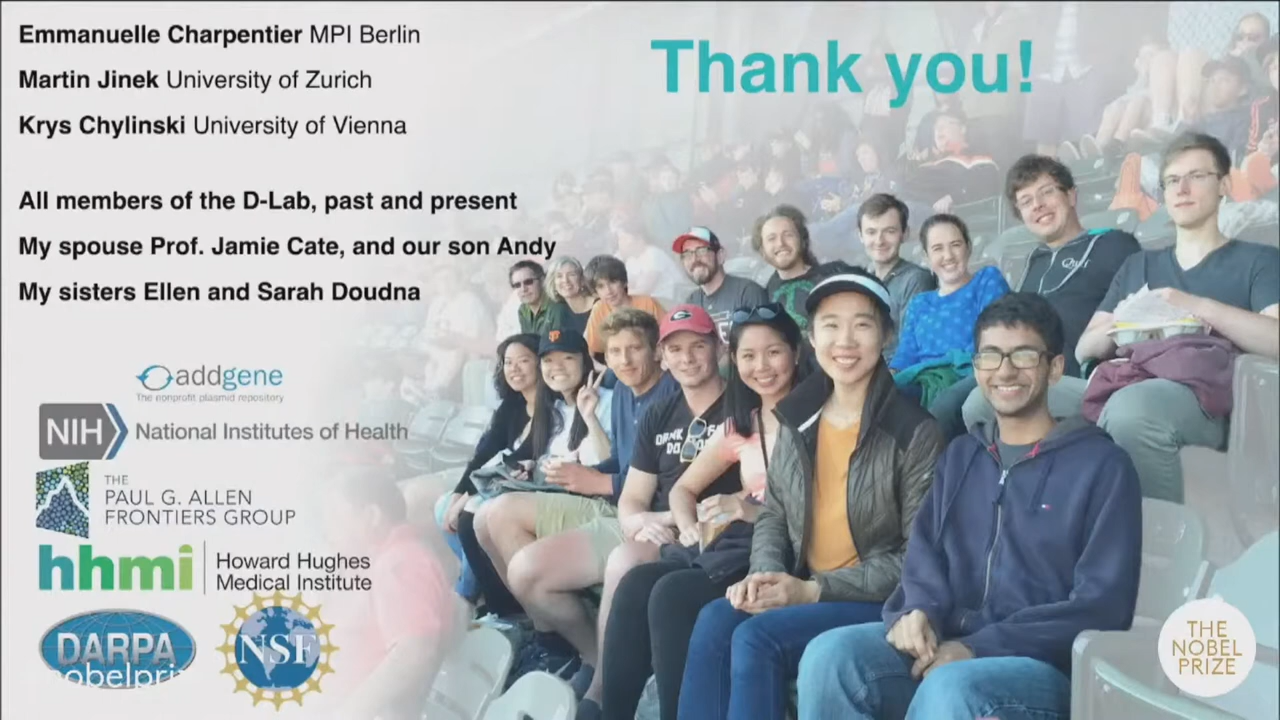 Emmanuelle Charpentier MPI Berlin
Thank you!
Martin Jinek University of Zurich
Krys Chylinski University of Vienna
All members of the D-Lab, past and present
My spouse Prof. Jamie Cate, and our son Andy
My sisters Ellen and Sarah Doudna
addgene
The nonprofit plasmid repository
NIH National Institutes of Health
THE
PAUL G. ALLEN
FRONTIERS GROUP
hhmi
Howard Hughes
Medical Institute
DARPA
NSF
THE
NOBEL
PRIZE